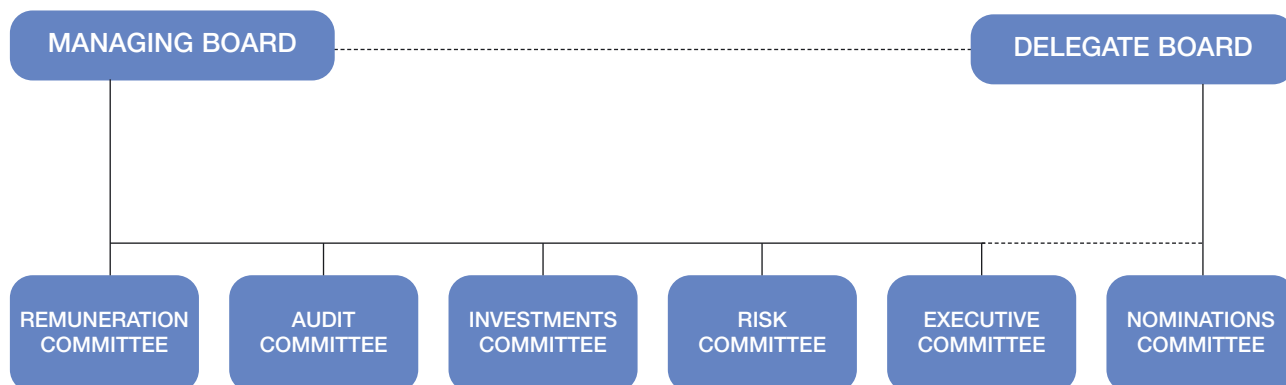 MANAGING BOARD
DELEGATE BOARD
REMUNERATION
COMMITTEE
AUDIT
COMMITTEE
INVESTMENTS
COMMITTEE
RISK
COMMITTEE
EXECUTIVE
COMMITTEE
NOMINATIONS
COMMITTEE